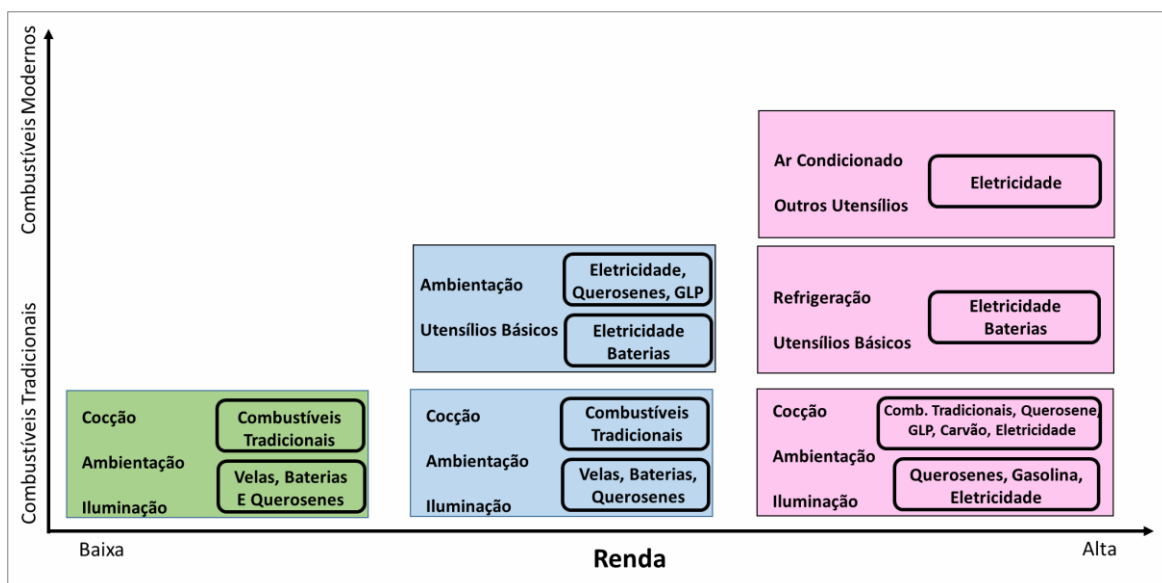 Combustíveis Modernos
Combustíveis Tradicionais
Ar Condicionado
Outros Utensílios
Eletricidade
Ambientação
Utensílios Básicos
Eletricidade,
Querosenes, GLP
Eletricidade
Baterias
Refrigeração
Utensílios Básicos
Eletricidade
Baterias
Cocção
Ambientação
Iluminação
Combustíveis
Tradicionais
Velas, Baterias
E Querosenes
Cocção
Ambientação
Iluminação
Combustíveis
Tradicionais
Velas, Baterias,
Querosenes
Cocção
Ambientação
Iluminação
Comb. Tradicionais, Querosene,
GLP, Carvão, Eletricidade
Querosenes, Gasolina,
Eletricidade
Baixa
Renda
Alta